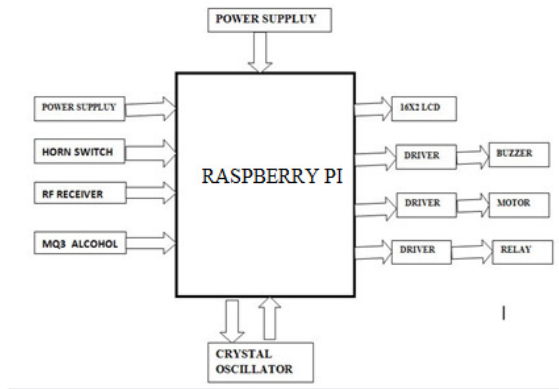 POWER SUPPLUY
POWER SUPPLUY
HORN SWITCH
RF RECEIVER
MQ3 ALCOHOL
RASPBERRY PI
16X2 LCD
DRIVER
BUZZER
DRIVER
MOTOR
DRIVER
RELAY
CRYSTAL
OSCILLATOR